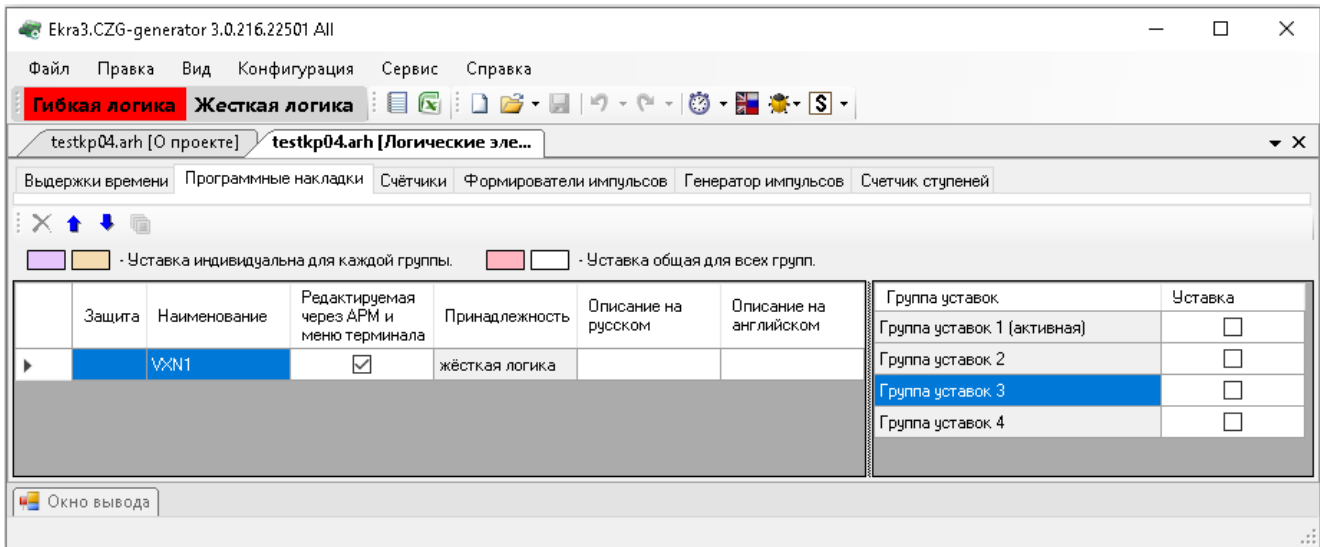 Ekra3.CZG-generator 3.0.216.22501 All
Файл Правка Вид Конфигурация Сервис Справка
Гибкая логика Жесткая логика
testkp04.arh [О проекте] testkp04.arh [Логические эле...
Выдержки времени Программные накладки Счётчики Формирователи импульсов Генератор импульсов Счетчик ступеней
- Уставка индивидуальна для каждой группы. - Уставка общая для всех групп.
Защита Наименование Редактируемая через АРМ и меню терминала Принадлежность Описание на русском Описание на английском
VXN1 жёсткая логика
Группа уставок Уставка
Группа уставок 1 (активная)
Группа уставок 2
Группа уставок 3
Группа уставок 4
Окно вывода